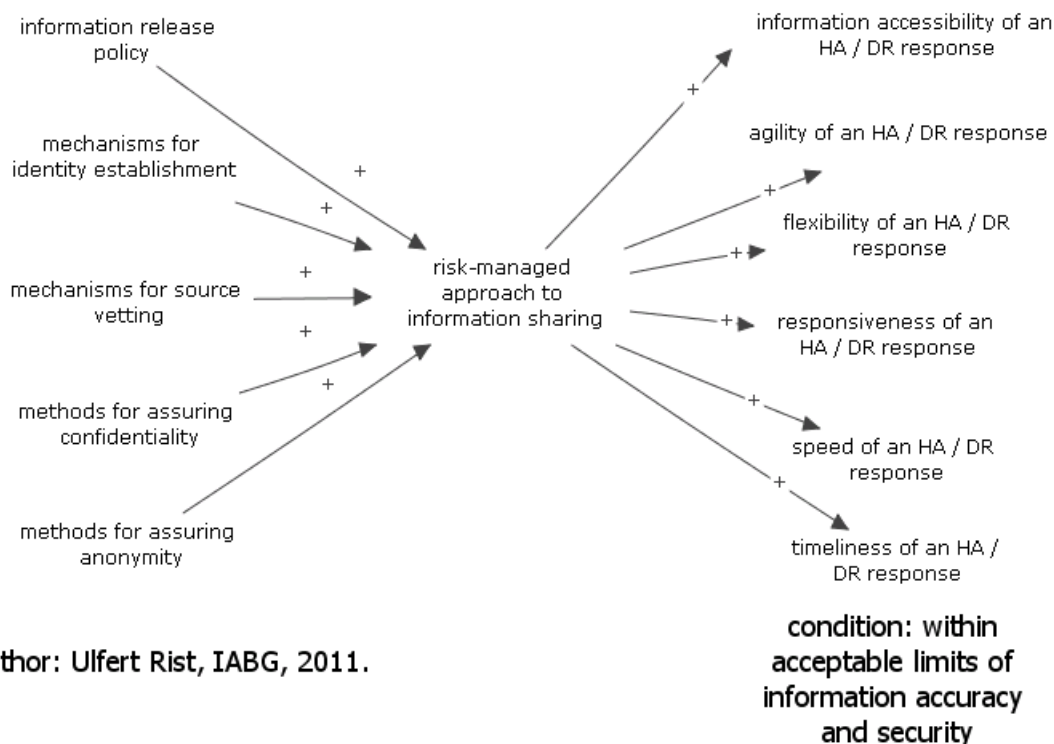 information release
policy
mechanisms for
identity establishment
mechanisms for source
vetting
methods for assuring
confidentiality
methods for assuring
anonymity
+
+
+
+
+
risk-managed
approach to
information sharing
+
+
+
+
+
+
information accessibility of an
HA / DR response
agility of an HA / DR response
flexibility of an HA / DR
response
responsiveness of an
HA / DR response
speed of an HA / DR
response
timeliness of an HA /
DR response
thor: Ulfert Rist, IABG, 2011.
condition: within
acceptable limits of
information accuracy
and security